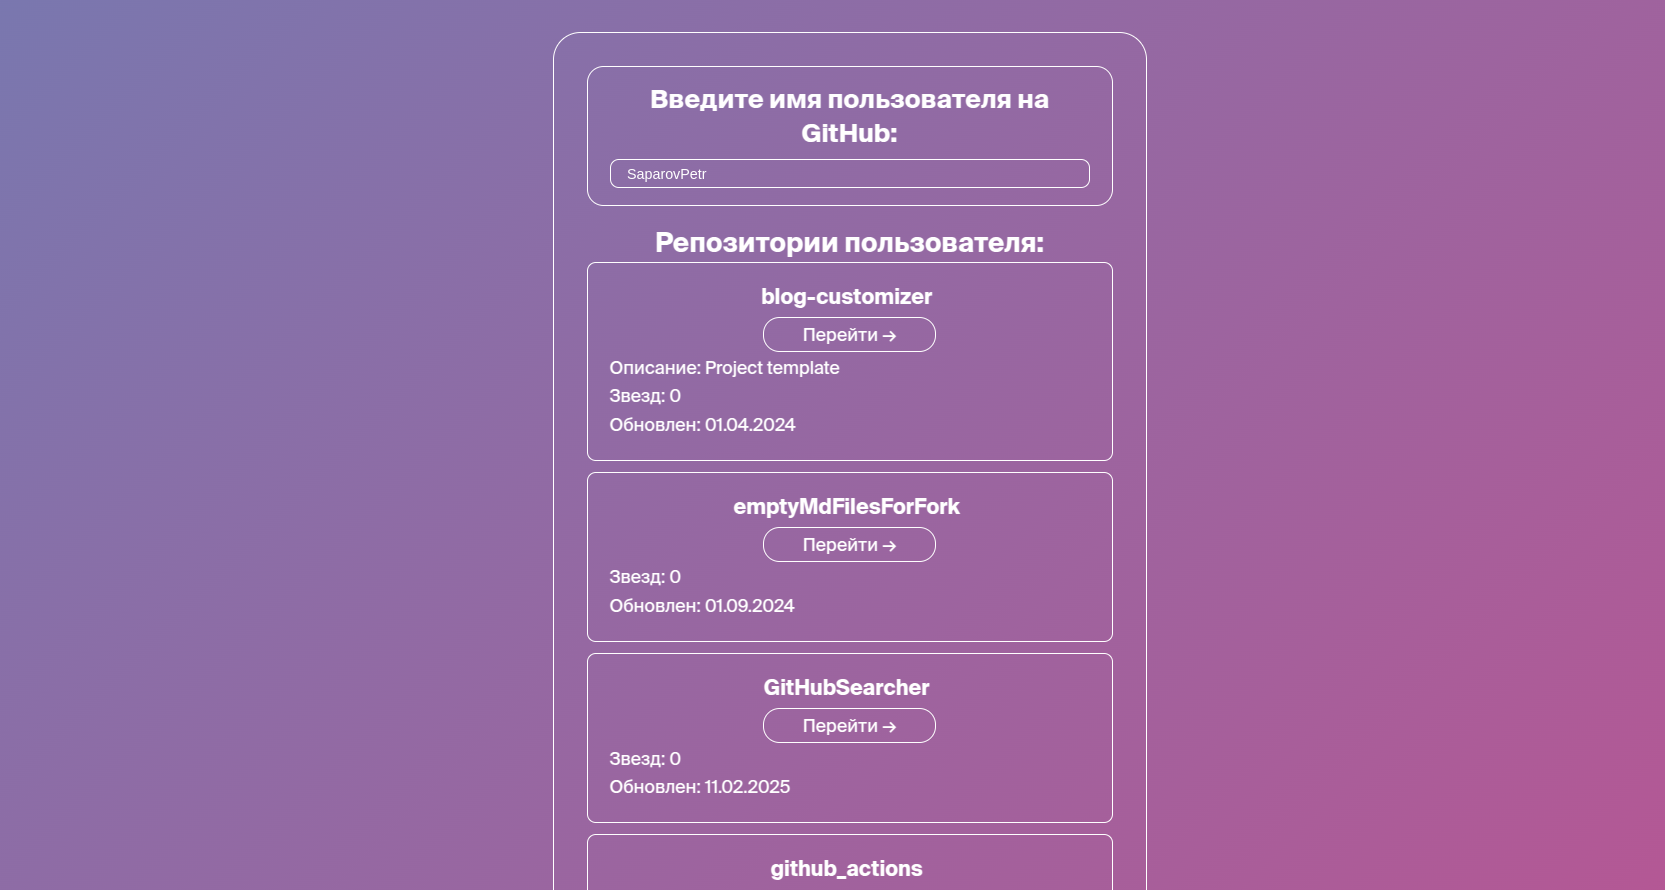 Введите имя пользователя на
GitHub:
SaparovPetr
Репозитории пользователя:
blog-customizer
Перейти →
Описание: Project template
Звезд: 0
Обновлен: 01.04.2024
emptyMdFilesForFork
Перейти →
Звезд: 0
Обновлен: 01.09.2024
GitHubSearcher
Перейти →
Звезд: 0
Обновлен: 11.02.2025
github_actions